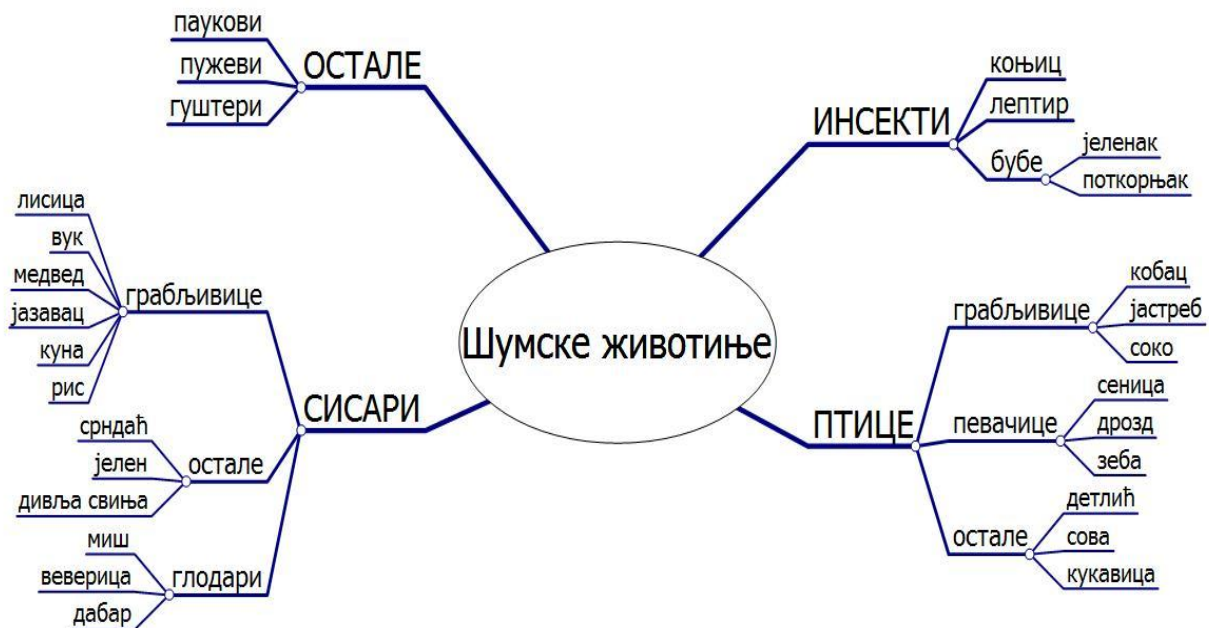 Шумске животиње
ОСТАЛЕ
паукови
пужеви
гуштери
ИНСЕКТИ
коњиц
лептир
бубе
јеленак
поткорњак
СИСАРИ
грабљивице
лисица
вук
медвед
јазавац
куна
рис
остале
срндаћ
јелен
дивља свиња
глодари
миш
веверица
дабар
ПТИЦЕ
грабљивице
кобац
јастреб
соко
певачице
сеница
дрозд
зеба
остале
детлић
сова
кукавица